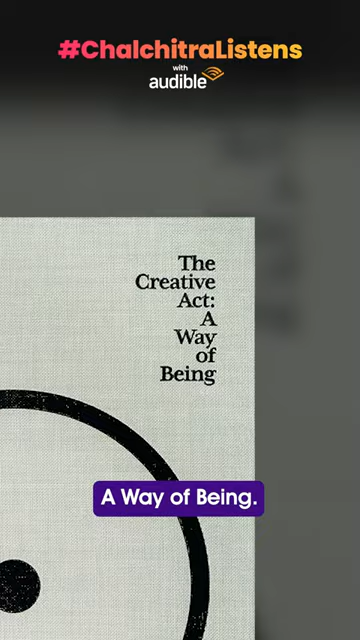 #ChalchitraListens
with
audible
The
Creative
Act:
A
Way
of
Being
A Way of Being.